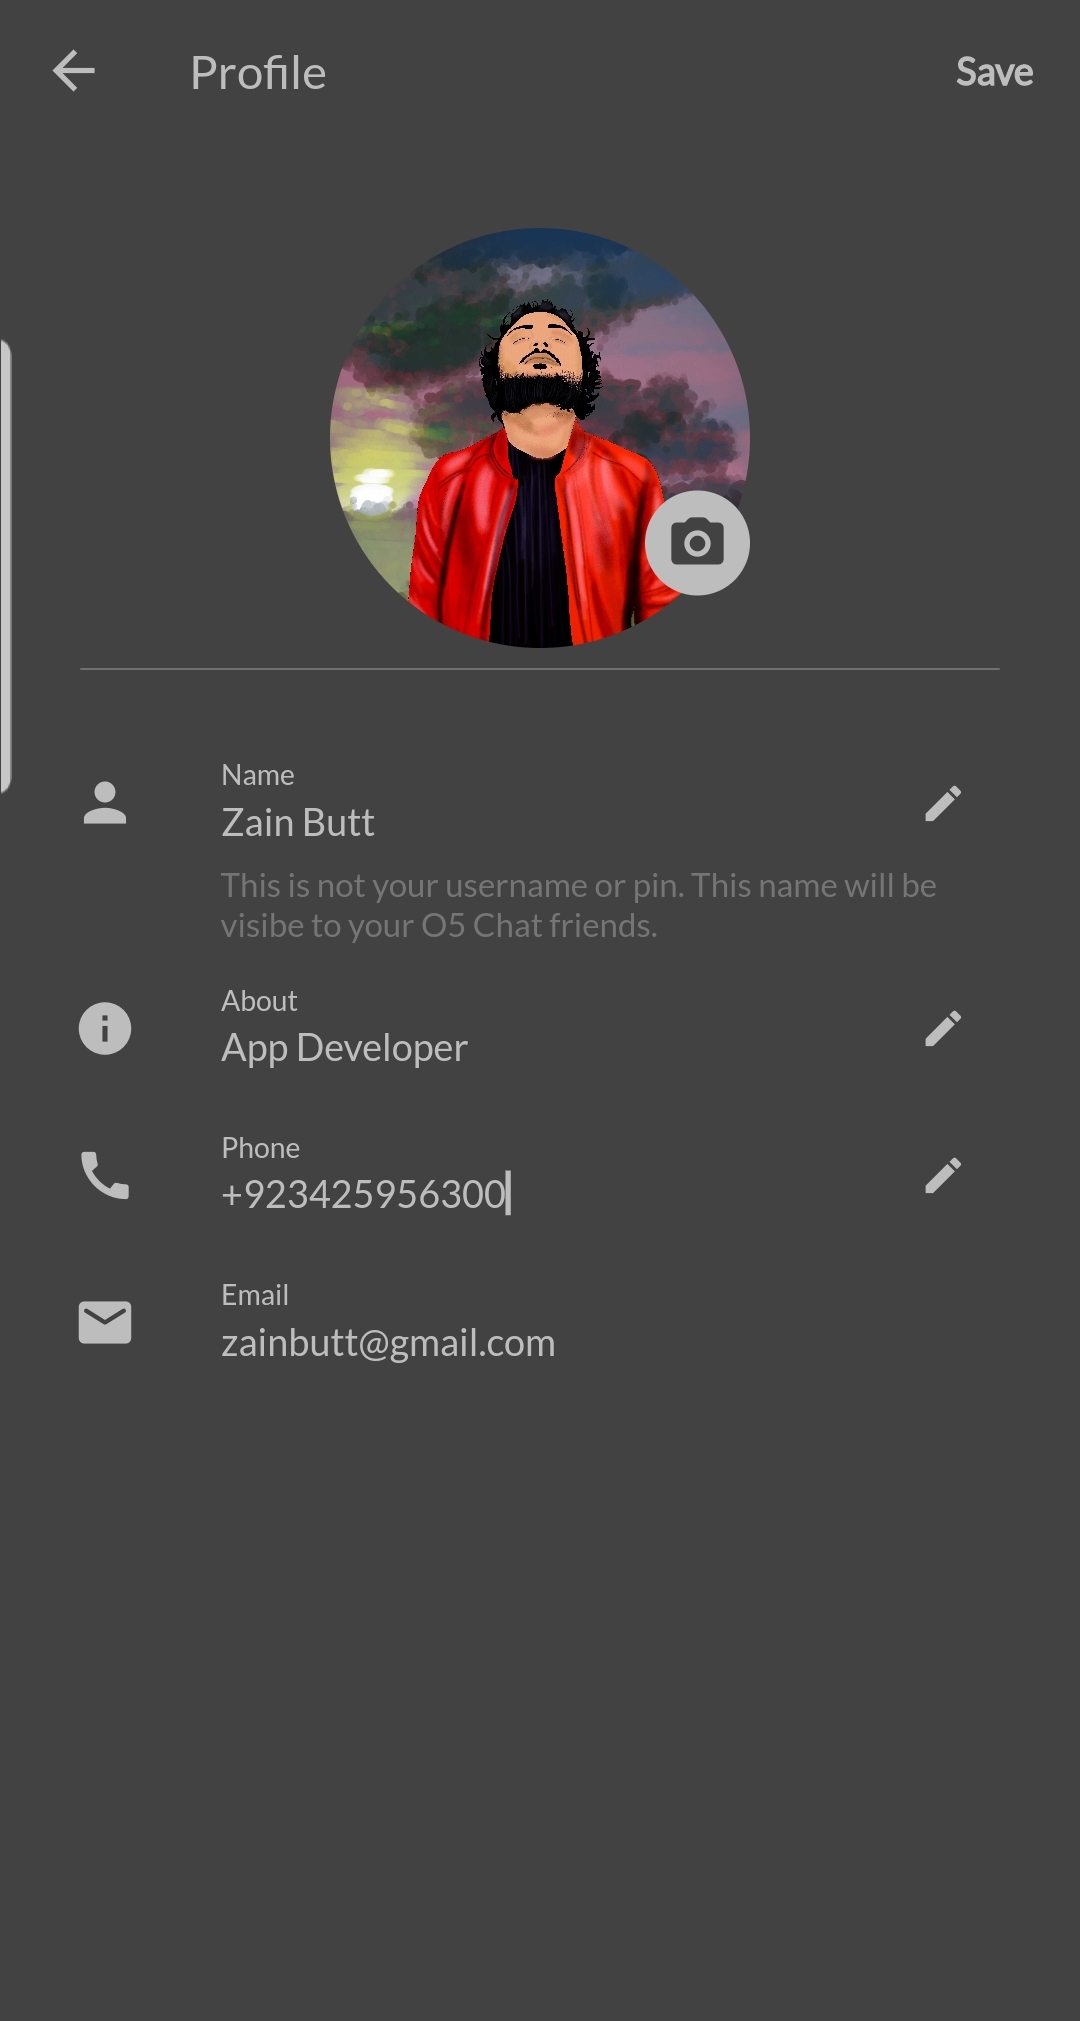 Profile
Save
Name
Zain Butt
This is not your username or pin. This name will be
visibe to your O5 Chat friends.
About
App Developer
Phone
+923425956300
Email
zainbutt@gmail.com